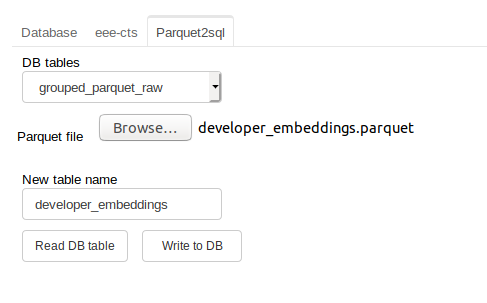 Database eee-cts Parquet2sql
DB tables
grouped_parquet_raw
Parquet file Browse... developer_embeddings.parquet
New table name
developer_embeddings
Read DB table Write to DB